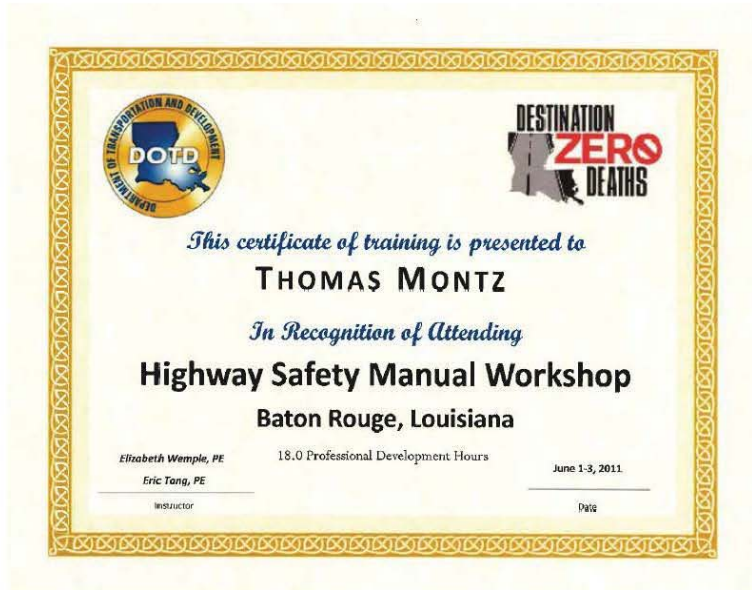 DEPARTMENT OF TRANSPORTATION AND DEVELOPMENT
DOTD
DESTINATION
ZERO
DEATHS
This certificate of training is presented to
THOMAS MONTZ
In Recognition of Attending
Highway Safety Manual Workshop
Baton Rouge, Louisiana
18.0 Professional Development Hours
Elizabeth Wemple, PE
Eric Tang, PE
Instructor
June 1-3, 2011
Date